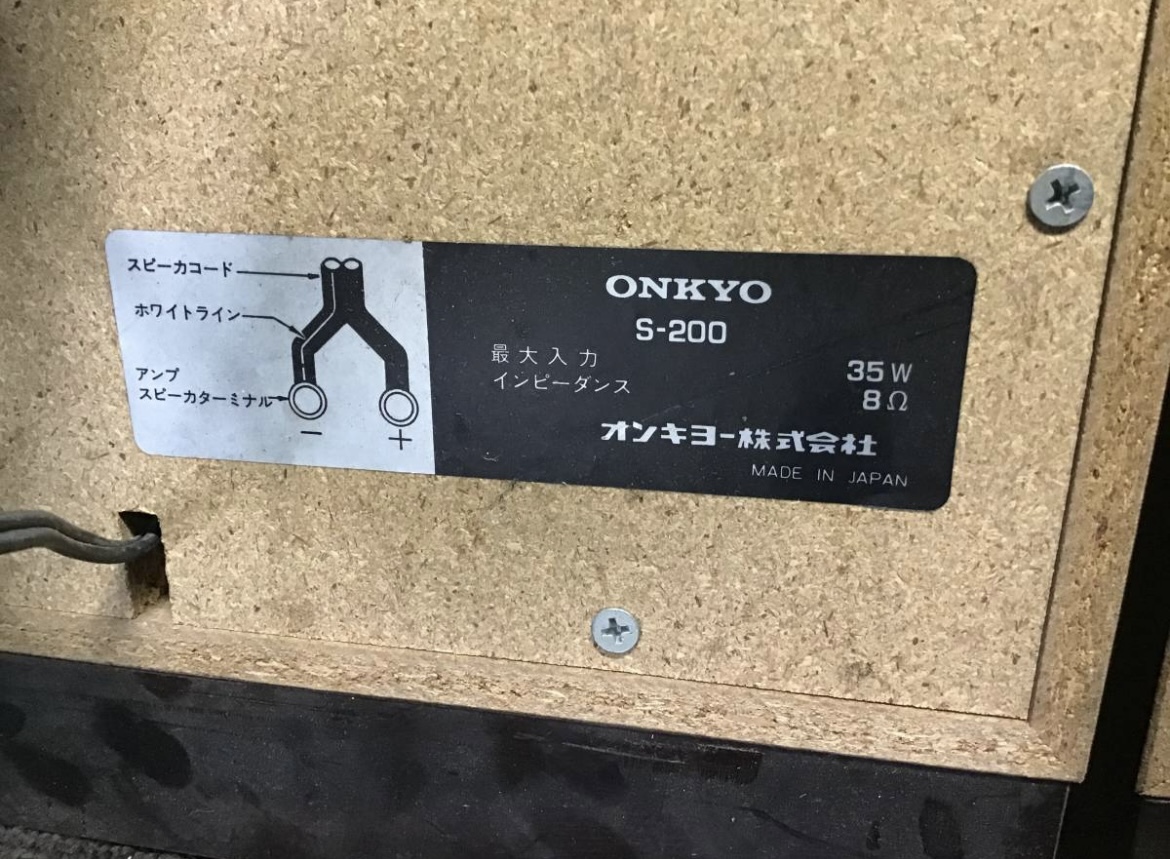 スピーカコード
ホワイトライン
アンプ
スピーカターミナル
− +
ONKYO
S-200
最大入力 35W
インピーダンス 8Ω
オンキヨー株式会社
MADE IN JAPAN